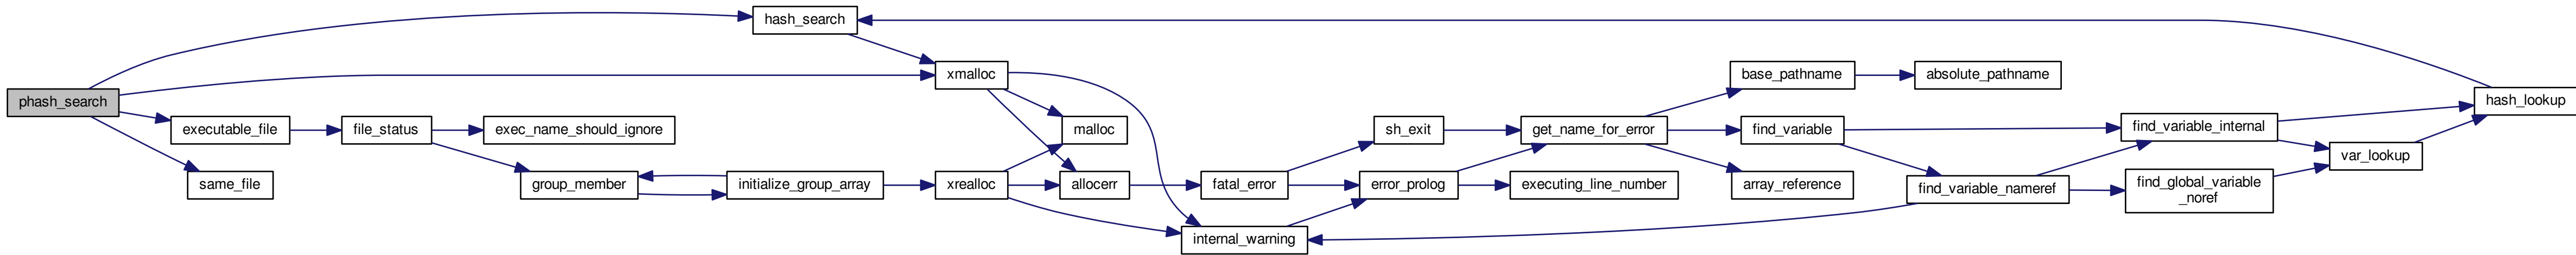 phash_search
hash_search
xmalloc
executable_file
file_status
exec_name_should_ignore
same_file
group_member
initialize_group_array
xrealloc
malloc
allocerr
internal_warning
fatal_error
sh_exit
error_prolog
get_name_for_error
executing_line_number
base_pathname
absolute_pathname
find_variable
array_reference
find_variable_nameref
find_variable_internal
find_global_variable
_noref
var_lookup
hash_lookup